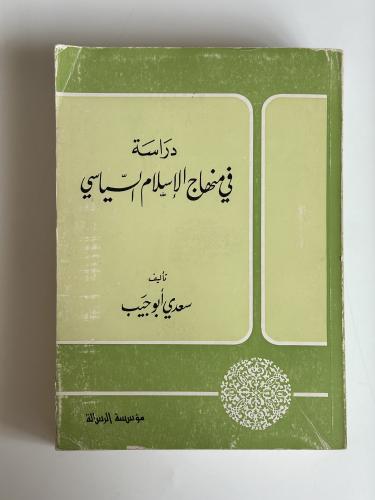 دراسة
في منهاج الإسلام السياسي
تأليف
سعدي أبو جيب
مؤسسة الرسالة